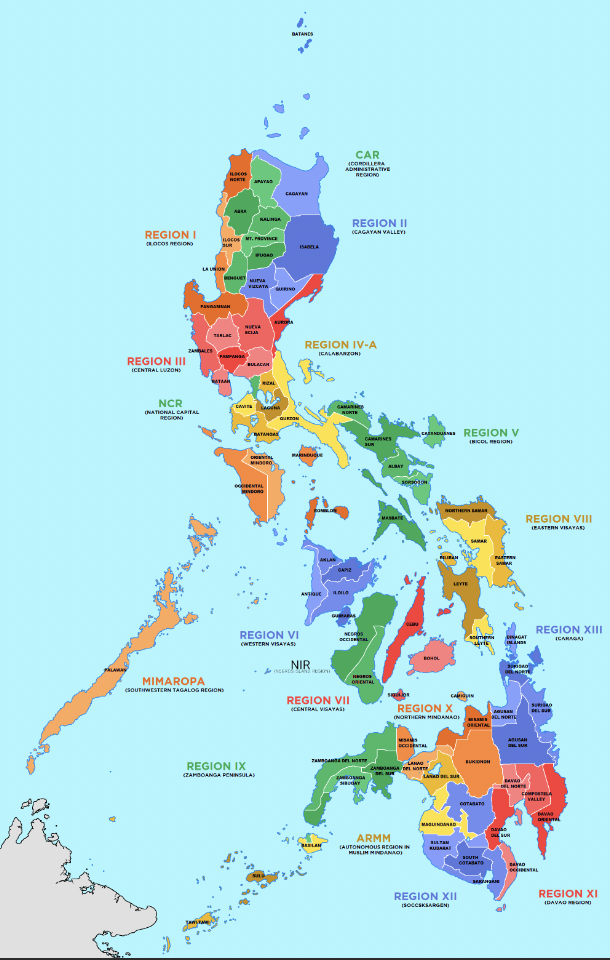 BATANES
CAR
(CORDILLERA
ADMINISTRATIVE
REGION)
ILOCOS
NORTE
APAYAO
CAGAYAN
ABRA
KALINGA
REGION II
(CAGAYAN VALLEY)
REGION I
(ILOCOS REGION)
ILOCOS
SUR
MT. PROVINCE
ISABELA
IFUGAO
LA UNION
BENGUET
NUEVA
VIZCAYA
QUIRINO
PANGASINAN
AURORA
NUEVA
ECIJA
TARLAC
REGION IV-A
(CALABARZON)
ZAMBALES
PAMPANGA
REGION III
(CENTRAL LUZON)
BULACAN
BATAAN
RIZAL
NCR
(NATIONAL CAPITAL
REGION)
CAVITE
LAGUNA
QUEZON
BATANGAS
CAMARINES
NORTE
CAMARINES
SUR
CATANDUANES
REGION V
(BICOL REGION)
ALBAY
SORSOGON
MARINDUQUE
ORIENTAL
MINDORO
OCCIDENTAL
MINDORO
ROMBLON
MASBATE
NORTHERN SAMAR
REGION VIII
(EASTERN VISAYAS)
SAMAR
EASTERN
SAMAR
BILIRAN
LEYTE
SOUTHERN
LEYTE
AKLAN
CAPIZ
ANTIQUE
ILOILO
GUIMARAS
REGION VI
(WESTERN VISAYAS)
NEGROS
OCCIDENTAL
CEBU
BOHOL
NIR
(NEGROS ISLAND REGION)
NEGROS
ORIENTAL
SIQUIJOR
REGION VII
(CENTRAL VISAYAS)
PALAWAN
MIMAROPA
(SOUTHWESTERN TAGALOG REGION)
DINAGAT
ISLANDS
REGION XIII
(CARAGA)
SURIGAO
DEL NORTE
CAMIGUIN
REGION X
(NORTHERN MINDANAO)
AGUSAN
DEL NORTE
SURIGAO
DEL SUR
MISAMIS
ORIENTAL
MISAMIS
OCCIDENTAL
AGUSAN
DEL SUR
REGION IX
(ZAMBOANGA PENINSULA)
ZAMBOANGA DEL NORTE
ZAMBOANGA
DEL SUR
ZAMBOANGA
SIBUGAY
LANAO
DEL NORTE
LANAO DEL SUR
BUKIDNON
DAVAO
DEL NORTE
COMPOSTELA
VALLEY
COTABATO
MAGUINDANAO
DAVAO
DEL SUR
DAVAO
ORIENTAL
BASILAN
ARMM
(AUTONOMOUS REGION IN
MUSLIM MINDANAO)
SULTAN
KUDARAT
SOUTH
COTABATO
SARANGANI
DAVAO
OCCIDENTAL
SULU
TAWI-TAWI
REGION XII
(SOCCSKSARGEN)
REGION XI
(DAVAO REGION)